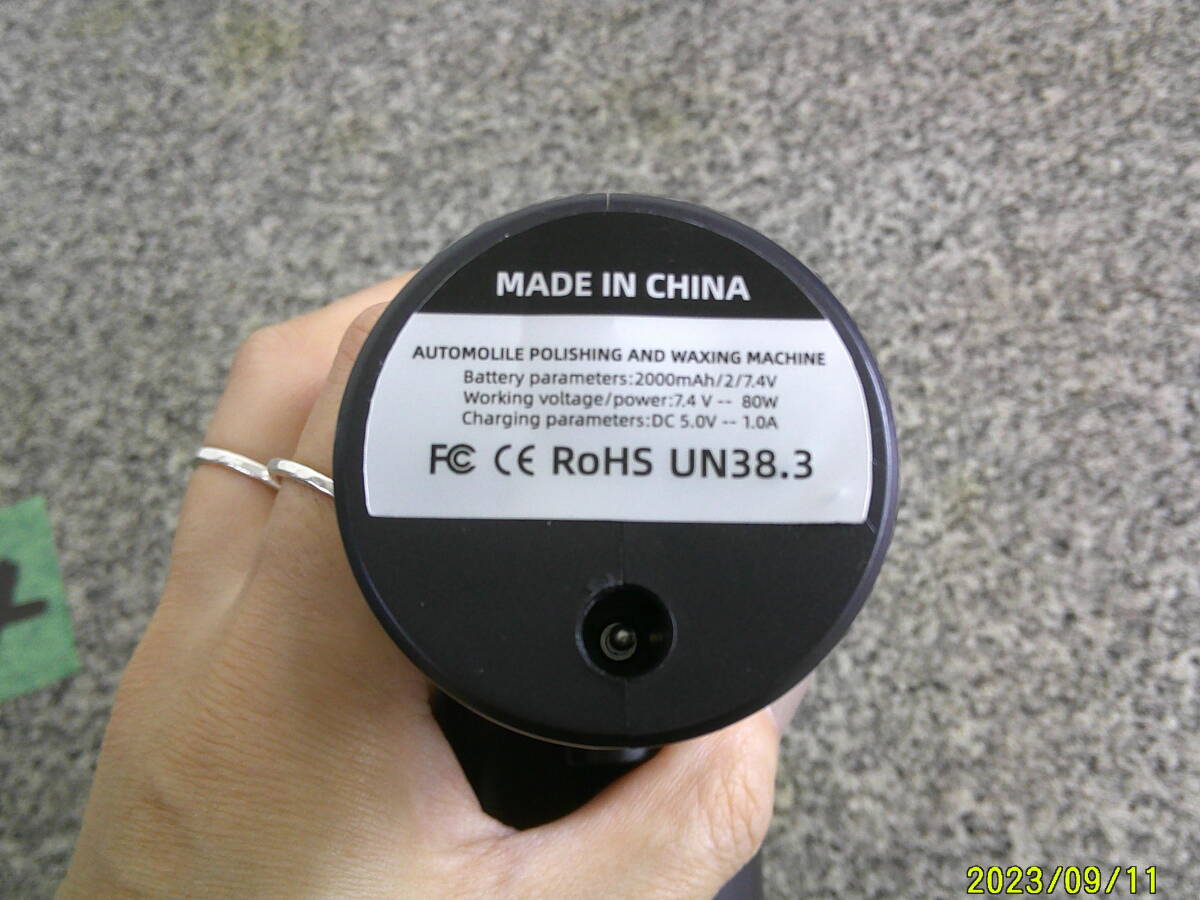 MADE IN CHINA
AUTOMOLILE POLISHING AND WAXING MACHINE
Battery parameters:2000mAh/2/7.4V
Working voltage/power:7.4 V -- 80W
Charging parameters:DC 5.0V -- 1.0A
FC CE RoHS UN38.3
2023/09/11